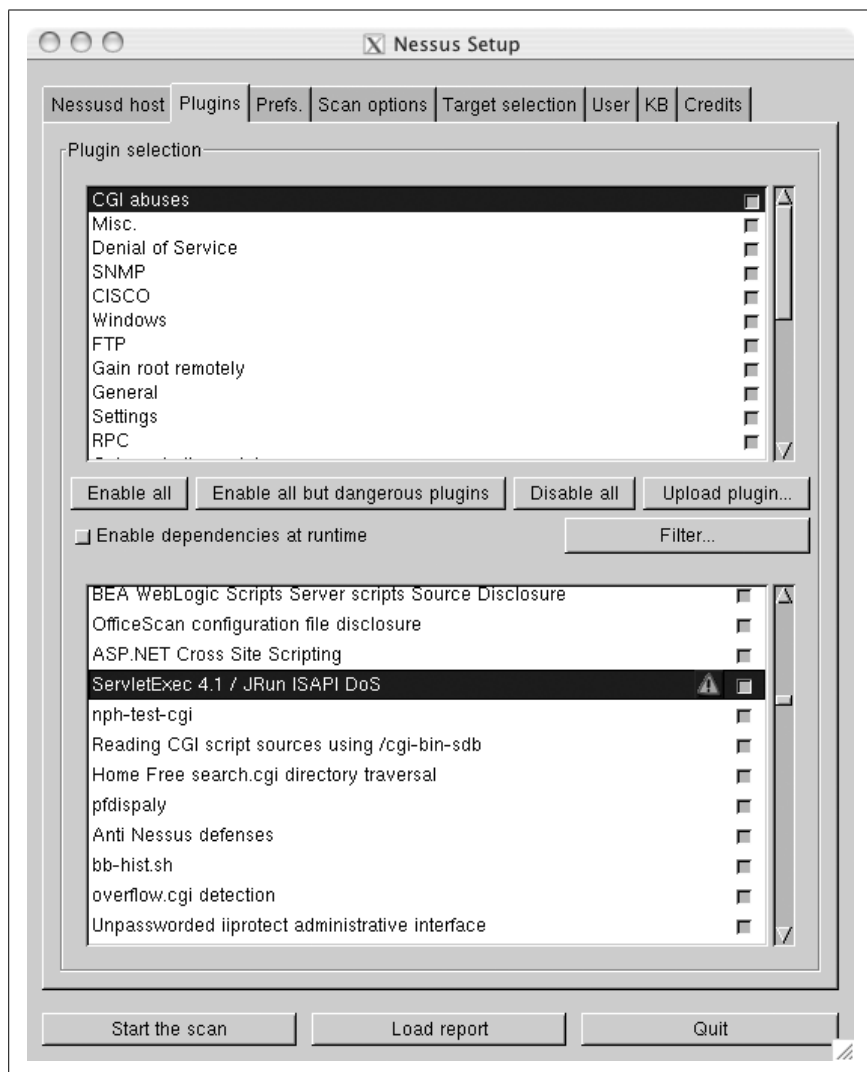 Nessus Setup
Nessusd host Plugins Prefs. Scan options Target selection User KB Credits
Plugin selection
CGI abuses
Misc.
Denial of Service
SNMP
CISCO
Windows
FTP
Gain root remotely
General
Settings
RPC
Enable all Enable all but dangerous plugins Disable all Upload plugin...
Enable dependencies at runtime Filter...
BEA WebLogic Scripts Server scripts Source Disclosure
OfficeScan configuration file disclosure
ASP.NET Cross Site Scripting
ServletExec 4.1 / JRun ISAPI DoS
nph-test-cgi
Reading CGI script sources using /cgi-bin-sdb
Home Free search.cgi directory traversal
pfdispaly
Anti Nessus defenses
bb-hist.sh
overflow.cgi detection
Unpassworded iiprotect administrative interface
Start the scan Load report Quit